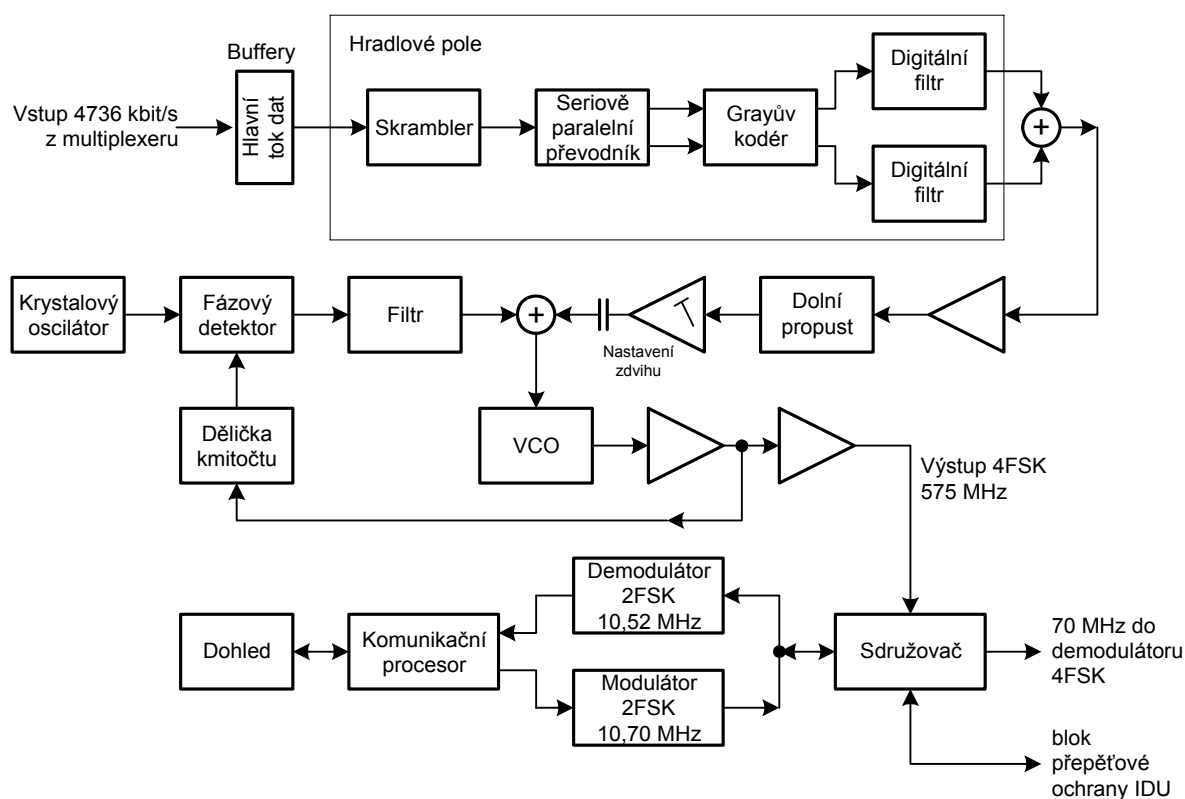 Buffery
Hradlové pole
Vstup 4736 kbit/s
z multiplexeru
Hlavní
tok dat
Skrambler
Seriově
paralelní
převodník
Grayův
kodér
Digitální
filtr
Digitální
filtr
+
Krystalový
oscilátor
Fázový
detektor
Filtr
+
Nastavení
zdvihu
Dolní
propust
Dělička
kmitočtu
VCO
Výstup 4FSK
575 MHz
Dohled
Komunikační
procesor
Demodulátor
2FSK
10,52 MHz
Modulátor
2FSK
10,70 MHz
Sdružovač
70 MHz do
demodulátoru
4FSK
blok
přepěťové
ochrany IDU